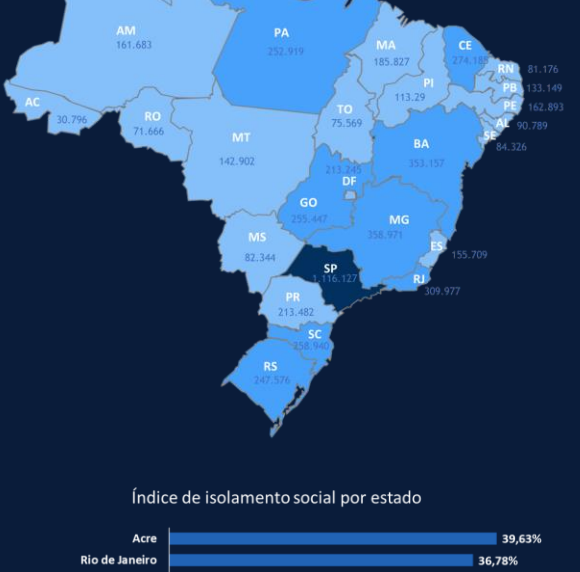 AM
161.683
PA
252.919
MA
185.827
CE
274.185
RN 81.176
PB 133.149
PE 162.893
AL 90.789
SE
84.326
PI
113.29
AC
30.796
RO
71.666
TO
75.569
MT
142.902
BA
353.157
213.245
DF
GO
255.447
MG
358.971
ES 155.709
MS
82.344
SP
1,116.127
RJ
309.977
PR
213.482
SC
258.940
RS
247.576
Índice de isolamento social por estado
Acre 39,63%
Rio de Janeiro 36,78%